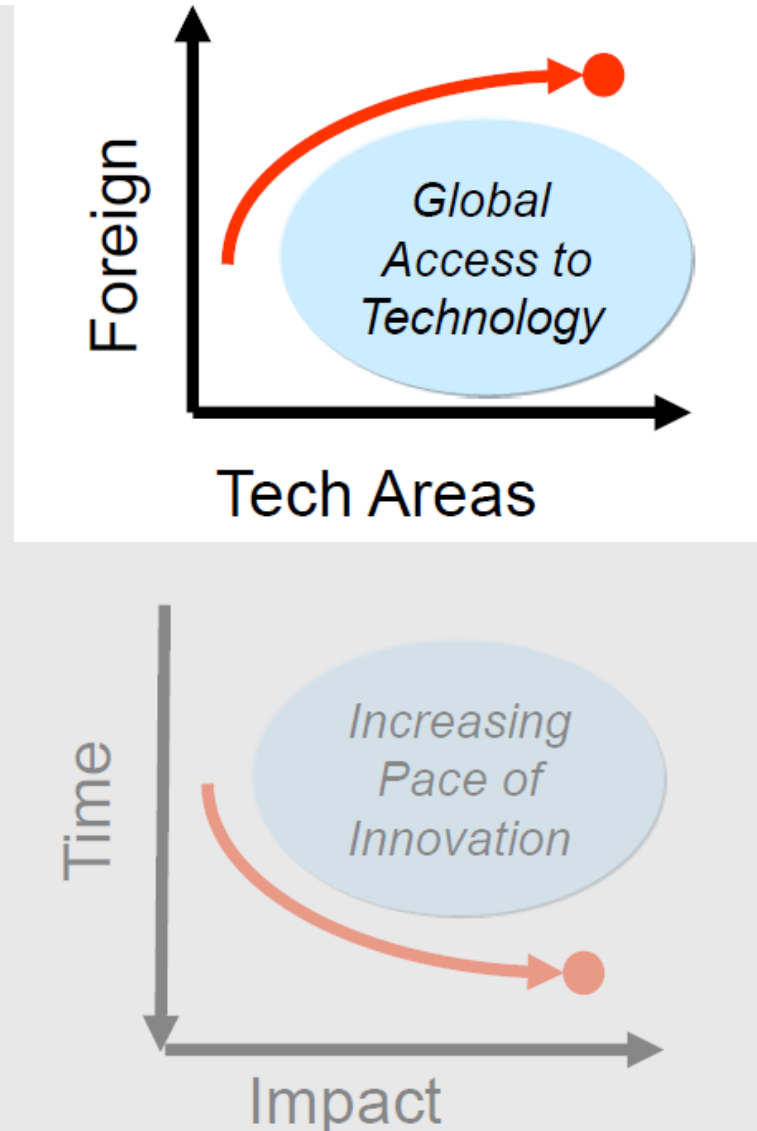 Foreign
Global
Access to
Technology
Tech Areas
Time
Increasing
Pace of
Innovation
Impact